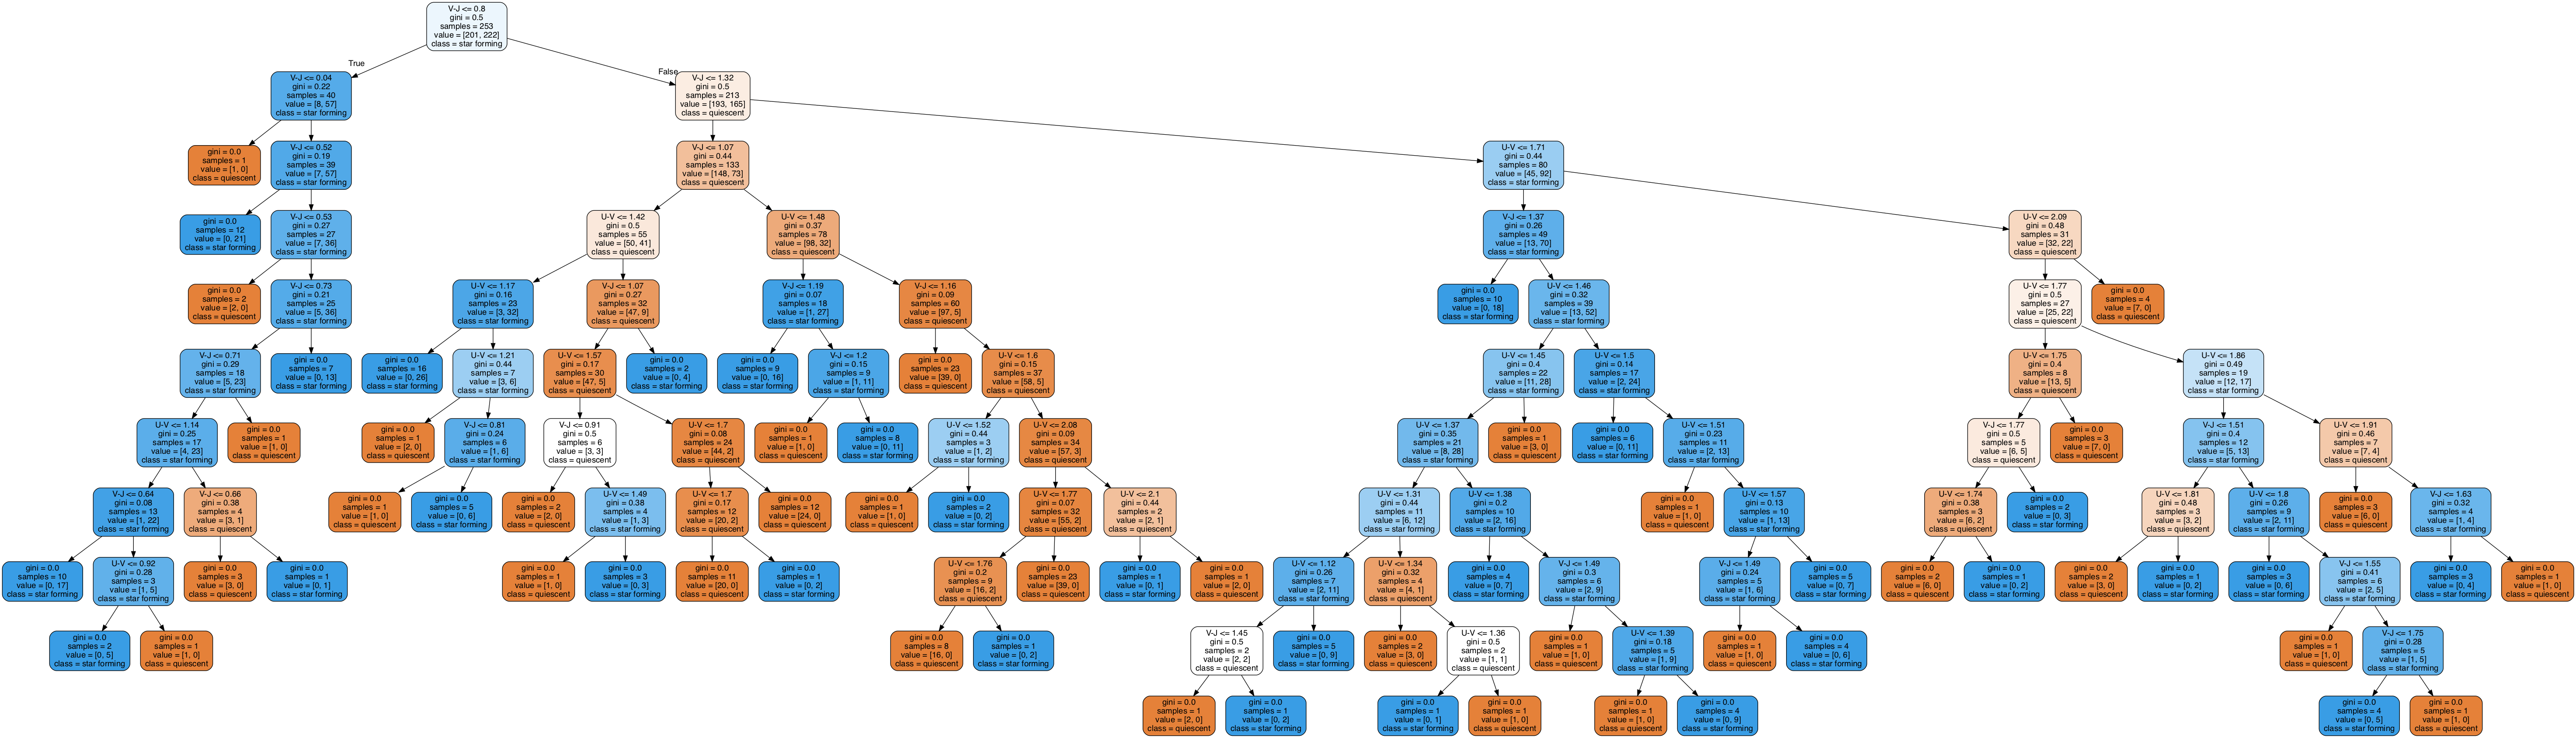 V-J <= 0.8
gini = 0.5
samples = 253
value = [201, 222]
class = star forming
True
False
V-J <= 0.04
gini = 0.22
samples = 40
value = [8, 57]
class = star forming
V-J <= 1.32
gini = 0.5
samples = 213
value = [193, 165]
class = quiescent
gini = 0.0
samples = 1
value = [1, 0]
class = quiescent
V-J <= 0.52
gini = 0.19
samples = 39
value = [7, 57]
class = star forming
V-J <= 1.07
gini = 0.44
samples = 133
value = [148, 73]
class = quiescent
U-V <= 1.71
gini = 0.44
samples = 80
value = [45, 92]
class = star forming
gini = 0.0
samples = 12
value = [0, 21]
class = star forming
V-J <= 0.53
gini = 0.27
samples = 27
value = [7, 36]
class = star forming
U-V <= 1.42
gini = 0.5
samples = 55
value = [50, 41]
class = quiescent
U-V <= 1.48
gini = 0.37
samples = 78
value = [98, 32]
class = quiescent
V-J <= 1.37
gini = 0.26
samples = 49
value = [13, 70]
class = star forming
U-V <= 2.09
gini = 0.48
samples = 31
value = [32, 22]
class = quiescent
gini = 0.0
samples = 2
value = [2, 0]
class = quiescent
V-J <= 0.73
gini = 0.21
samples = 25
value = [5, 36]
class = star forming
U-V <= 1.17
gini = 0.16
samples = 23
value = [3, 32]
class = star forming
V-J <= 1.07
gini = 0.27
samples = 32
value = [47, 9]
class = quiescent
V-J <= 1.19
gini = 0.07
samples = 18
value = [1, 27]
class = star forming
V-J <= 1.16
gini = 0.09
samples = 60
value = [97, 5]
class = quiescent
gini = 0.0
samples = 10
value = [0, 18]
class = star forming
U-V <= 1.46
gini = 0.32
samples = 39
value = [13, 52]
class = star forming
U-V <= 1.77
gini = 0.5
samples = 27
value = [25, 22]
class = quiescent
gini = 0.0
samples = 4
value = [7, 0]
class = quiescent
V-J <= 0.71
gini = 0.29
samples = 18
value = [5, 23]
class = star forming
gini = 0.0
samples = 7
value = [0, 13]
class = star forming
gini = 0.0
samples = 16
value = [0, 26]
class = star forming
U-V <= 1.21
gini = 0.44
samples = 7
value = [3, 6]
class = star forming
U-V <= 1.57
gini = 0.17
samples = 30
value = [47, 5]
class = quiescent
gini = 0.0
samples = 2
value = [0, 4]
class = star forming
gini = 0.0
samples = 9
value = [0, 16]
class = star forming
V-J <= 1.2
gini = 0.15
samples = 9
value = [1, 11]
class = star forming
gini = 0.0
samples = 23
value = [39, 0]
class = quiescent
U-V <= 1.6
gini = 0.15
samples = 37
value = [58, 5]
class = quiescent
U-V <= 1.45
gini = 0.4
samples = 22
value = [11, 28]
class = star forming
U-V <= 1.5
gini = 0.14
samples = 17
value = [2, 24]
class = star forming
U-V <= 1.75
gini = 0.4
samples = 8
value = [13, 5]
class = quiescent
U-V <= 1.86
gini = 0.49
samples = 19
value = [12, 17]
class = star forming
U-V <= 1.14
gini = 0.25
samples = 17
value = [4, 23]
class = star forming
gini = 0.0
samples = 1
value = [1, 0]
class = quiescent
gini = 0.0
samples = 1
value = [2, 0]
class = quiescent
V-J <= 0.81
gini = 0.24
samples = 6
value = [1, 6]
class = star forming
V-J <= 0.91
gini = 0.5
samples = 6
value = [3, 3]
class = quiescent
U-V <= 1.7
gini = 0.08
samples = 24
value = [44, 2]
class = quiescent
gini = 0.0
samples = 1
value = [1, 0]
class = quiescent
gini = 0.0
samples = 8
value = [0, 11]
class = star forming
U-V <= 1.52
gini = 0.44
samples = 3
value = [1, 2]
class = star forming
U-V <= 2.08
gini = 0.09
samples = 34
value = [57, 3]
class = quiescent
U-V <= 1.37
gini = 0.35
samples = 21
value = [8, 28]
class = star forming
gini = 0.0
samples = 1
value = [3, 0]
class = quiescent
gini = 0.0
samples = 6
value = [0, 11]
class = star forming
U-V <= 1.51
gini = 0.23
samples = 11
value = [2, 13]
class = star forming
V-J <= 1.77
gini = 0.5
samples = 5
value = [6, 5]
class = quiescent
gini = 0.0
samples = 3
value = [7, 0]
class = quiescent
V-J <= 1.51
gini = 0.4
samples = 12
value = [5, 13]
class = star forming
U-V <= 1.91
gini = 0.46
samples = 7
value = [7, 4]
class = quiescent
V-J <= 0.64
gini = 0.08
samples = 13
value = [1, 22]
class = star forming
V-J <= 0.66
gini = 0.38
samples = 4
value = [3, 1]
class = quiescent
gini = 0.0
samples = 1
value = [1, 0]
class = quiescent
gini = 0.0
samples = 5
value = [0, 6]
class = star forming
gini = 0.0
samples = 2
value = [2, 0]
class = quiescent
U-V <= 1.49
gini = 0.38
samples = 4
value = [1, 3]
class = star forming
U-V <= 1.7
gini = 0.17
samples = 12
value = [20, 2]
class = quiescent
gini = 0.0
samples = 12
value = [24, 0]
class = quiescent
gini = 0.0
samples = 1
value = [1, 0]
class = quiescent
gini = 0.0
samples = 2
value = [0, 2]
class = star forming
U-V <= 1.77
gini = 0.07
samples = 32
value = [55, 2]
class = quiescent
U-V <= 2.1
gini = 0.44
samples = 2
value = [2, 1]
class = quiescent
U-V <= 1.31
gini = 0.44
samples = 11
value = [6, 12]
class = star forming
U-V <= 1.38
gini = 0.2
samples = 10
value = [2, 16]
class = star forming
gini = 0.0
samples = 1
value = [1, 0]
class = quiescent
U-V <= 1.57
gini = 0.13
samples = 10
value = [1, 13]
class = star forming
U-V <= 1.74
gini = 0.38
samples = 3
value = [6, 2]
class = quiescent
gini = 0.0
samples = 2
value = [0, 3]
class = star forming
U-V <= 1.81
gini = 0.48
samples = 3
value = [3, 2]
class = quiescent
U-V <= 1.8
gini = 0.26
samples = 9
value = [2, 11]
class = star forming
gini = 0.0
samples = 3
value = [6, 0]
class = quiescent
V-J <= 1.63
gini = 0.32
samples = 4
value = [1, 4]
class = star forming
gini = 0.0
samples = 10
value = [0, 17]
class = star forming
U-V <= 0.92
gini = 0.28
samples = 3
value = [1, 5]
class = star forming
gini = 0.0
samples = 3
value = [3, 0]
class = quiescent
gini = 0.0
samples = 1
value = [0, 1]
class = star forming
gini = 0.0
samples = 1
value = [1, 0]
class = quiescent
gini = 0.0
samples = 3
value = [0, 3]
class = star forming
gini = 0.0
samples = 11
value = [20, 0]
class = quiescent
gini = 0.0
samples = 1
value = [0, 2]
class = star forming
U-V <= 1.76
gini = 0.2
samples = 9
value = [16, 2]
class = quiescent
gini = 0.0
samples = 23
value = [39, 0]
class = quiescent
gini = 0.0
samples = 1
value = [0, 1]
class = star forming
gini = 0.0
samples = 1
value = [2, 0]
class = quiescent
U-V <= 1.12
gini = 0.26
samples = 7
value = [2, 11]
class = star forming
U-V <= 1.34
gini = 0.32
samples = 4
value = [4, 1]
class = quiescent
gini = 0.0
samples = 4
value = [0, 7]
class = star forming
V-J <= 1.49
gini = 0.3
samples = 6
value = [2, 9]
class = star forming
V-J <= 1.49
gini = 0.24
samples = 5
value = [1, 6]
class = star forming
gini = 0.0
samples = 5
value = [0, 7]
class = star forming
gini = 0.0
samples = 2
value = [6, 0]
class = quiescent
gini = 0.0
samples = 1
value = [0, 2]
class = star forming
gini = 0.0
samples = 2
value = [3, 0]
class = quiescent
gini = 0.0
samples = 1
value = [0, 2]
class = star forming
gini = 0.0
samples = 3
value = [0, 6]
class = star forming
V-J <= 1.55
gini = 0.41
samples = 6
value = [2, 5]
class = star forming
gini = 0.0
samples = 3
value = [0, 4]
class = star forming
gini = 0.0
samples = 1
value = [1, 0]
class = quiescent
gini = 0.0
samples = 2
value = [0, 5]
class = star forming
gini = 0.0
samples = 1
value = [1, 0]
class = quiescent
gini = 0.0
samples = 8
value = [16, 0]
class = quiescent
gini = 0.0
samples = 1
value = [0, 2]
class = star forming
V-J <= 1.45
gini = 0.5
samples = 2
value = [2, 2]
class = quiescent
gini = 0.0
samples = 5
value = [0, 9]
class = star forming
gini = 0.0
samples = 2
value = [3, 0]
class = quiescent
U-V <= 1.36
gini = 0.5
samples = 2
value = [1, 1]
class = quiescent
gini = 0.0
samples = 1
value = [1, 0]
class = quiescent
U-V <= 1.39
gini = 0.18
samples = 5
value = [1, 9]
class = star forming
gini = 0.0
samples = 1
value = [1, 0]
class = quiescent
gini = 0.0
samples = 4
value = [0, 6]
class = star forming
gini = 0.0
samples = 1
value = [1, 0]
class = quiescent
V-J <= 1.75
gini = 0.28
samples = 5
value = [1, 5]
class = star forming
gini = 0.0
samples = 1
value = [2, 0]
class = quiescent
gini = 0.0
samples = 1
value = [0, 2]
class = star forming
gini = 0.0
samples = 1
value = [0, 1]
class = star forming
gini = 0.0
samples = 1
value = [1, 0]
class = quiescent
gini = 0.0
samples = 1
value = [1, 0]
class = quiescent
gini = 0.0
samples = 4
value = [0, 9]
class = star forming
gini = 0.0
samples = 4
value = [0, 5]
class = star forming
gini = 0.0
samples = 1
value = [1, 0]
class = quiescent